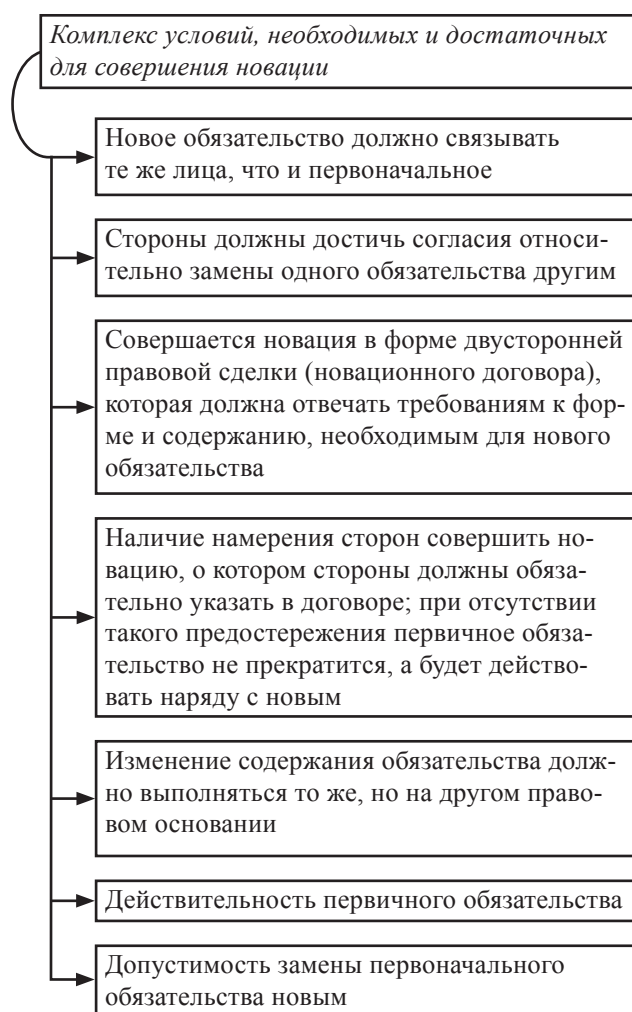 Комплекс условий, необходимых и достаточных
для совершения новации
Новое обязательство должно связывать
те же лица, что и первоначальное
Стороны должны достичь согласия относи-
тельно замены одного обязательства другим
Совершается новация в форме двусторонней
правовой сделки (новационного договора),
которая должна отвечать требованиям к фор-
ме и содержанию, необходимым для нового
обязательства
Наличие намерения сторон совершить но-
вацию, о котором стороны должны обяза-
тельно указать в договоре; при отсутствии
такого предостережения первичное обяза-
тельство не прекратится, а будет действо-
вать наряду с новым
Изменение содержания обязательства долж-
но выполняться то же, но на другом право-
вом основании
Действительность первичного обязательства
Допустимость замены первоначального
обязательства новым